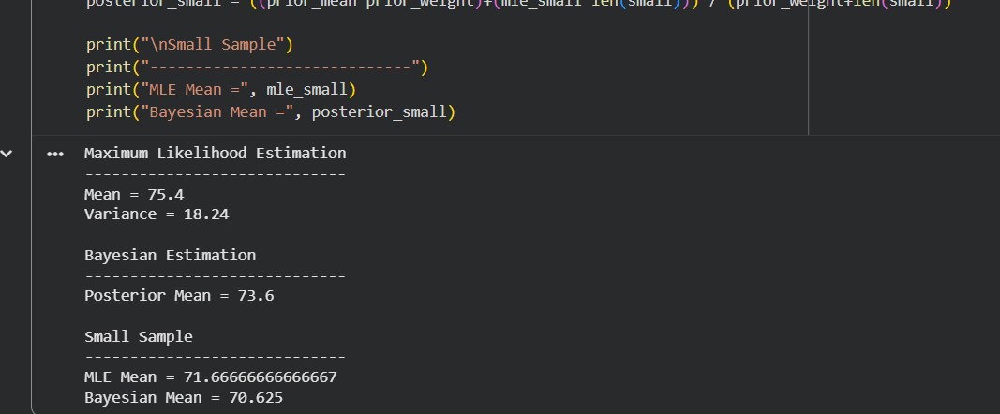 posterior_small = ((prior_mean*prior_weight)+(mle_small*len(small))) / (prior_weight+len(small))
print("\nSmall Sample")
print("-----------------------------")
print("MLE Mean =", mle_small)
print("Bayesian Mean =", posterior_small)
Maximum Likelihood Estimation
-----------------------------
Mean = 75.4
Variance = 18.24
Bayesian Estimation
-----------------------------
Posterior Mean = 73.6
Small Sample
-----------------------------
MLE Mean = 71.66666666666667
Bayesian Mean = 70.625